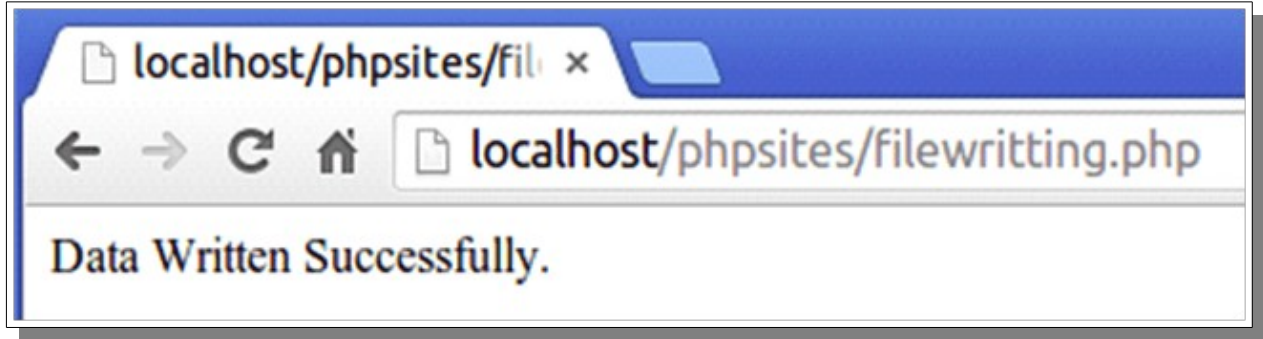 localhost/phpsites/fil
localhost/phpsites/filewritting.php
Data Written Successfully.